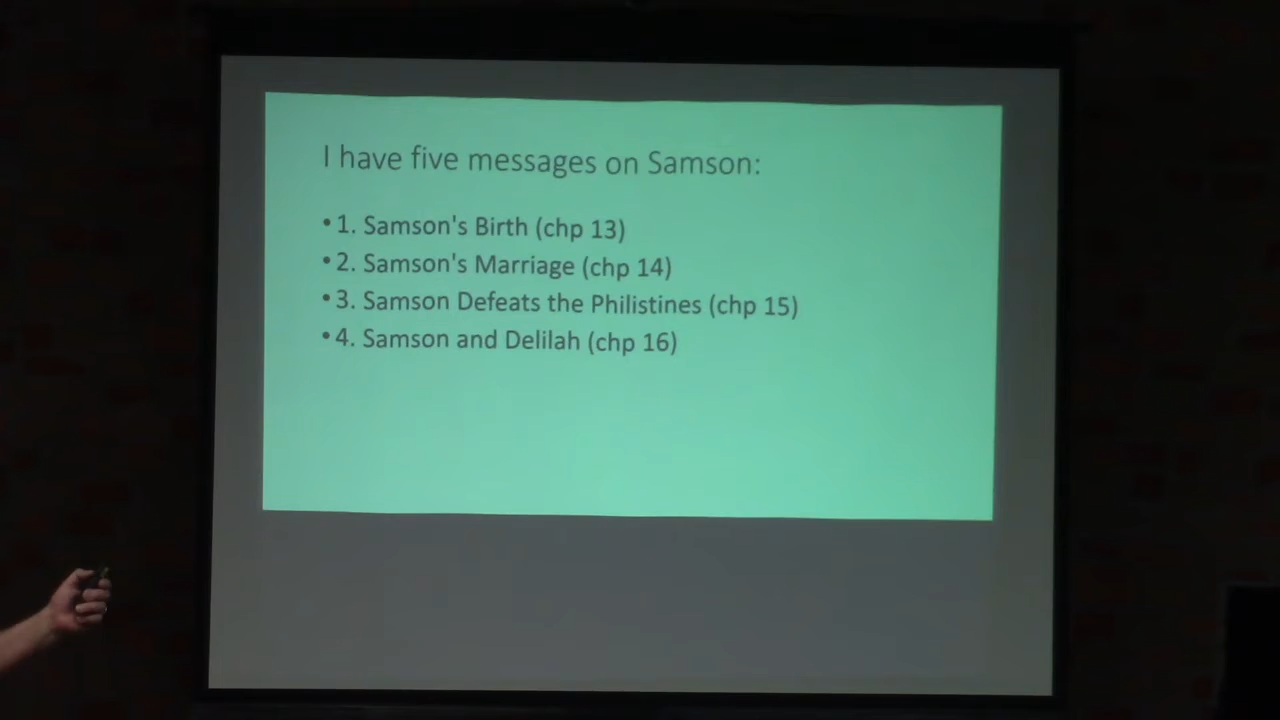 I have five messages on Samson:
• 1. Samson's Birth (chp 13)
• 2. Samson's Marriage (chp 14)
• 3. Samson Defeats the Philistines (chp 15)
• 4. Samson and Delilah (chp 16)